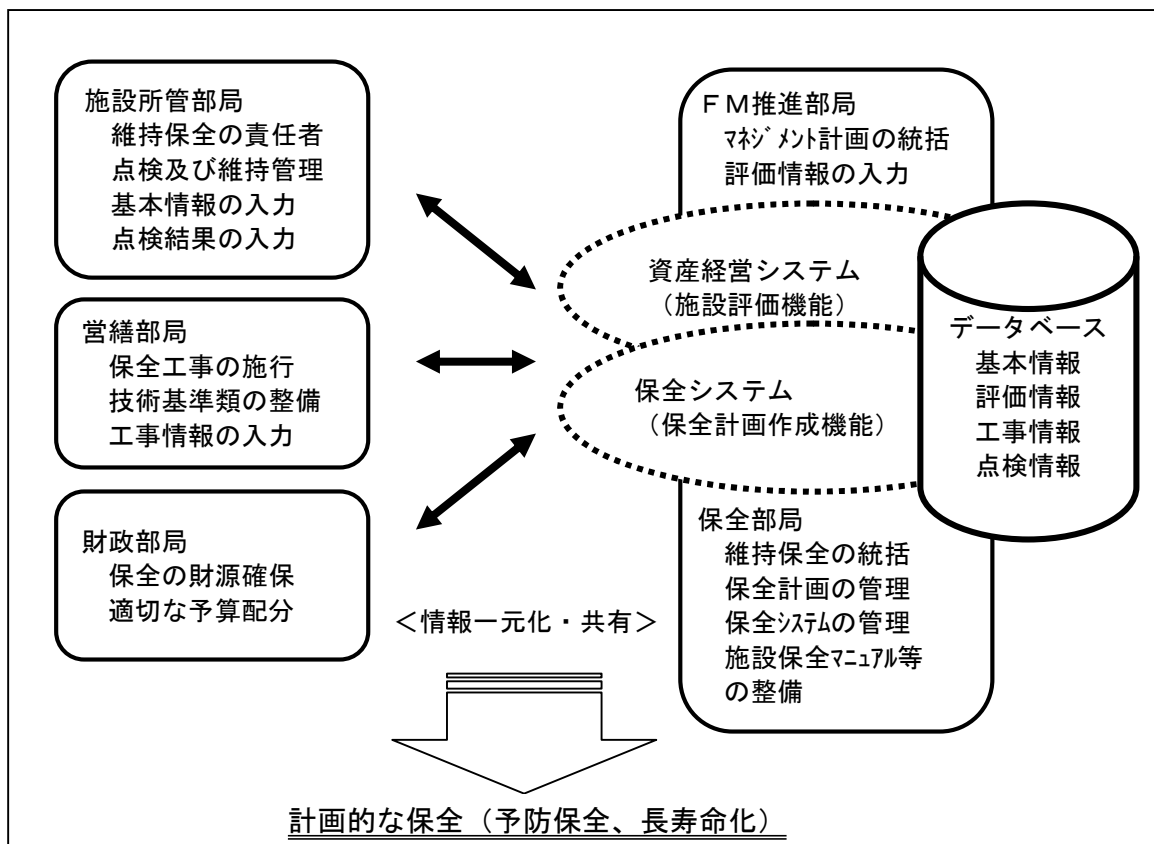 施設所管部局
維持保全の責任者
点検及び維持管理
基本情報の入力
点検結果の入力
営繕部局
保全工事の施行
技術基準類の整備
工事情報の入力
財政部局
保全の財源確保
適切な予算配分
ＦＭ推進部局
ﾏﾈｼﾞﾒﾝﾄ計画の統括
評価情報の入力
資産経営システム
（施設評価機能）
保全システム
（保全計画作成機能）
データベース
基本情報
評価情報
工事情報
点検情報
保全部局
維持保全の統括
保全計画の管理
保全ｼｽﾃﾑの管理
施設保全ﾏﾆｭｱﾙ等
の整備
＜情報一元化・共有＞
計画的な保全（予防保全、長寿命化）